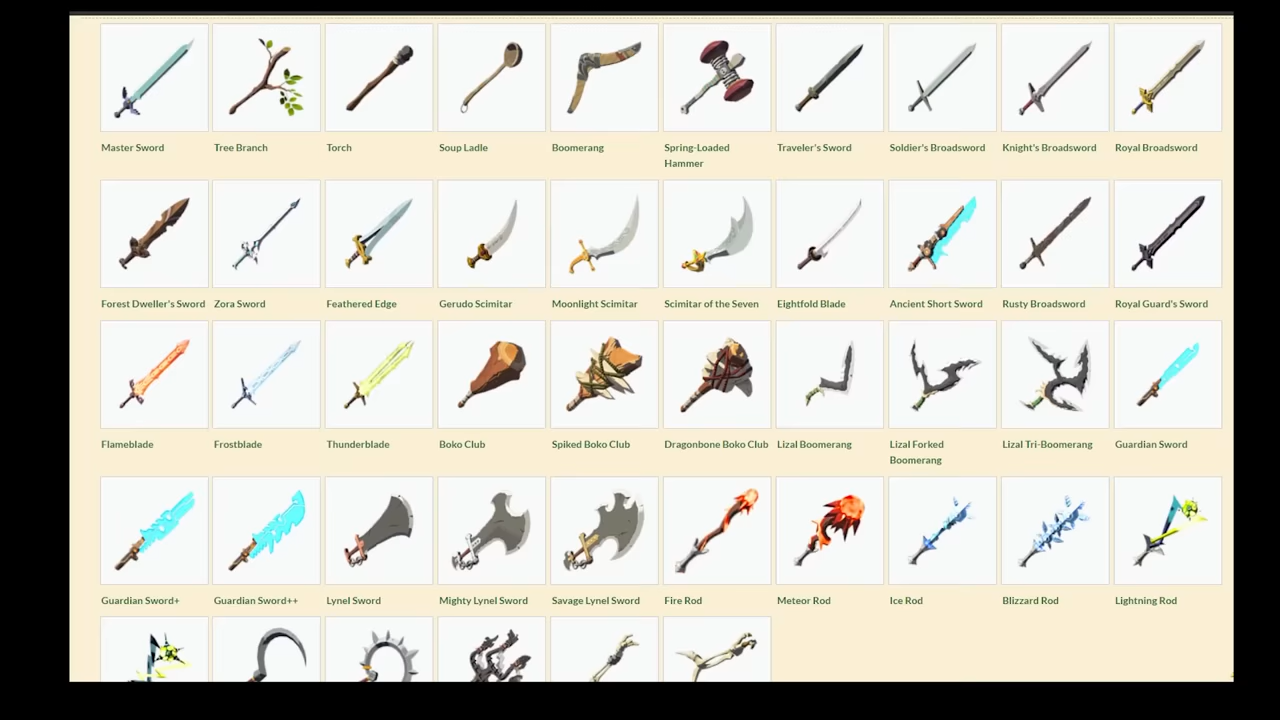 Master Sword
Tree Branch
Torch
Soup Ladle
Boomerang
Spring-Loaded
Hammer
Traveler's Sword
Soldier's Broadsword
Knight's Broadsword
Royal Broadsword
Forest Dweller's Sword
Zora Sword
Feathered Edge
Gerudo Scimitar
Moonlight Scimitar
Scimitar of the Seven
Eightfold Blade
Ancient Short Sword
Rusty Broadsword
Royal Guard's Sword
Flameblade
Frostblade
Thunderblade
Boko Club
Spiked Boko Club
Dragonbone Boko Club
Lizal Boomerang
Lizal Forked
Boomerang
Lizal Tri-Boomerang
Guardian Sword
Guardian Sword+
Guardian Sword++
Lynel Sword
Mighty Lynel Sword
Savage Lynel Sword
Fire Rod
Meteor Rod
Ice Rod
Blizzard Rod
Lightning Rod